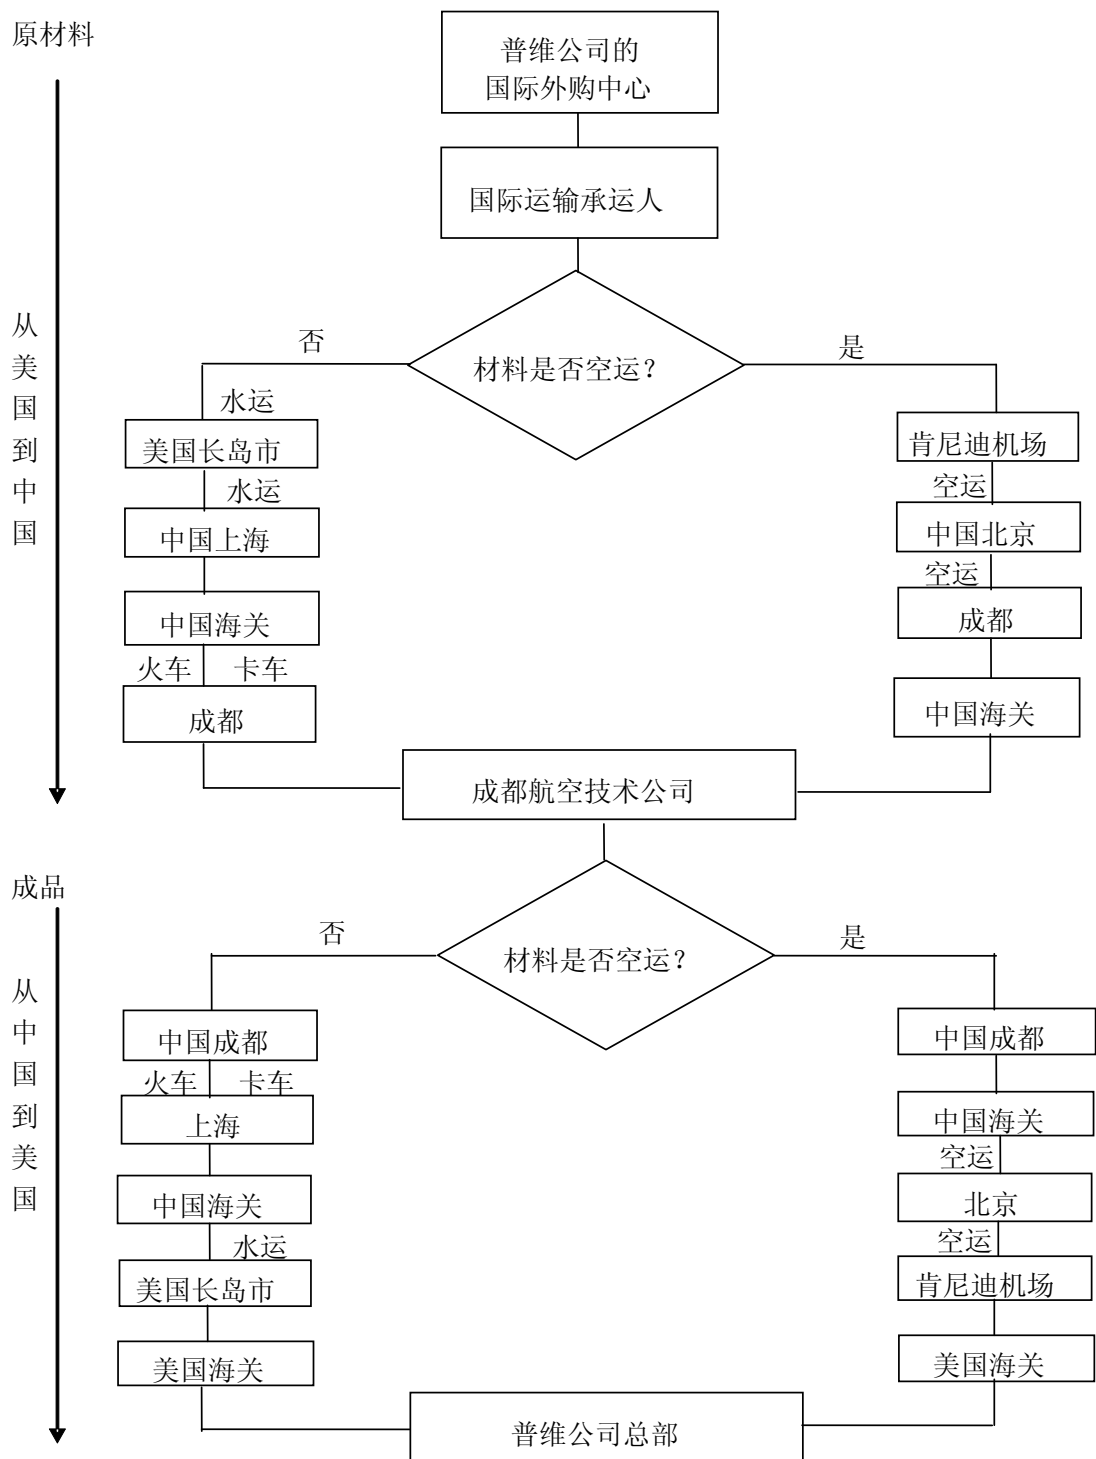 原材料
普维公司的
国际外购中心
国际运输承运人
从美国到中国
材料是否空运？
否
是
水运
美国长岛市
水运
中国上海
中国海关
火车 卡车
成都
肯尼迪机场
空运
中国北京
空运
成都
中国海关
成都航空技术公司
成品
从中国到美国
材料是否空运？
否
是
中国成都
火车 卡车
上海
中国海关
水运
美国长岛市
美国海关
中国成都
中国海关
空运
北京
空运
肯尼迪机场
美国海关
普维公司总部